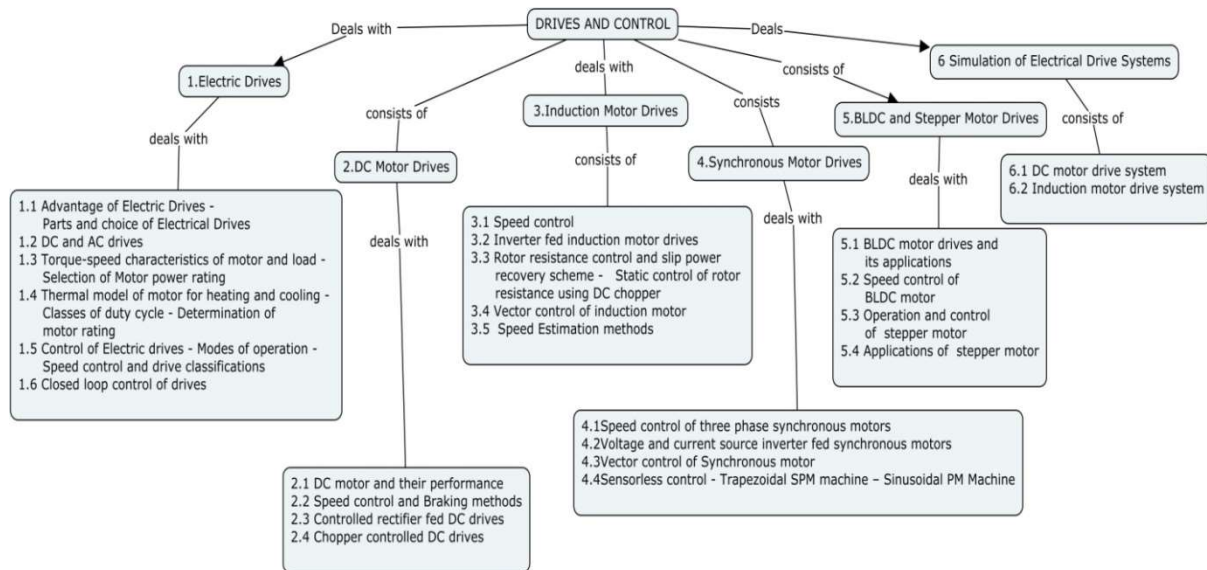 DRIVES AND CONTROL
Deals with
1.Electric Drives
deals with
1.1 Advantage of Electric Drives -
Parts and choice of Electrical Drives
1.2 DC and AC drives
1.3 Torque-speed characteristics of motor and load -
Selection of Motor power rating
1.4 Thermal model of motor for heating and cooling -
Classes of duty cycle - Determination of
motor rating
1.5 Control of Electric drives - Modes of operation -
Speed control and drive classifications
1.6 Closed loop control of drives
consists of
2.DC Motor Drives
deals with
2.1 DC motor and their performance
2.2 Speed control and Braking methods
2.3 Controlled rectifier fed DC drives
2.4 Chopper controlled DC drives
deals with
3.Induction Motor Drives
consists of
3.1 Speed control
3.2 Inverter fed induction motor drives
3.3 Rotor resistance control and slip power
recovery scheme - Static control of rotor
resistance using DC chopper
3.4 Vector control of induction motor
3.5 Speed Estimation methods
consists
4.Synchronous Motor Drives
deals with
4.1Speed control of three phase synchronous motors
4.2Voltage and current source inverter fed synchronous motors
4.3Vector control of Synchronous motor
4.4Sensorless control - Trapezoidal SPM machine – Sinusoidal PM Machine
consists of
5.BLDC and Stepper Motor Drives
deals with
5.1 BLDC motor drives and
its applications
5.2 Speed control of
BLDC motor
5.3 Operation and control
of stepper motor
5.4 Applications of stepper motor
Deals
6 Simulation of Electrical Drive Systems
consists of
6.1 DC motor drive system
6.2 Induction motor drive system